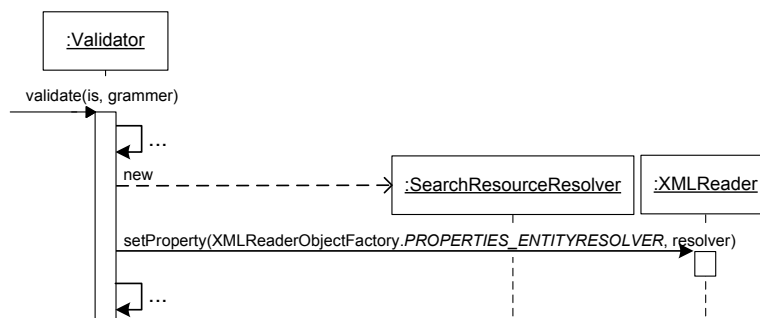 :Validator
validate(is, grammer)
...
new
:SearchResourceResolver
:XMLReader
setProperty(XMLReaderObjectFactory.PROPERTIES_ENTITYRESOLVER, resolver)
...